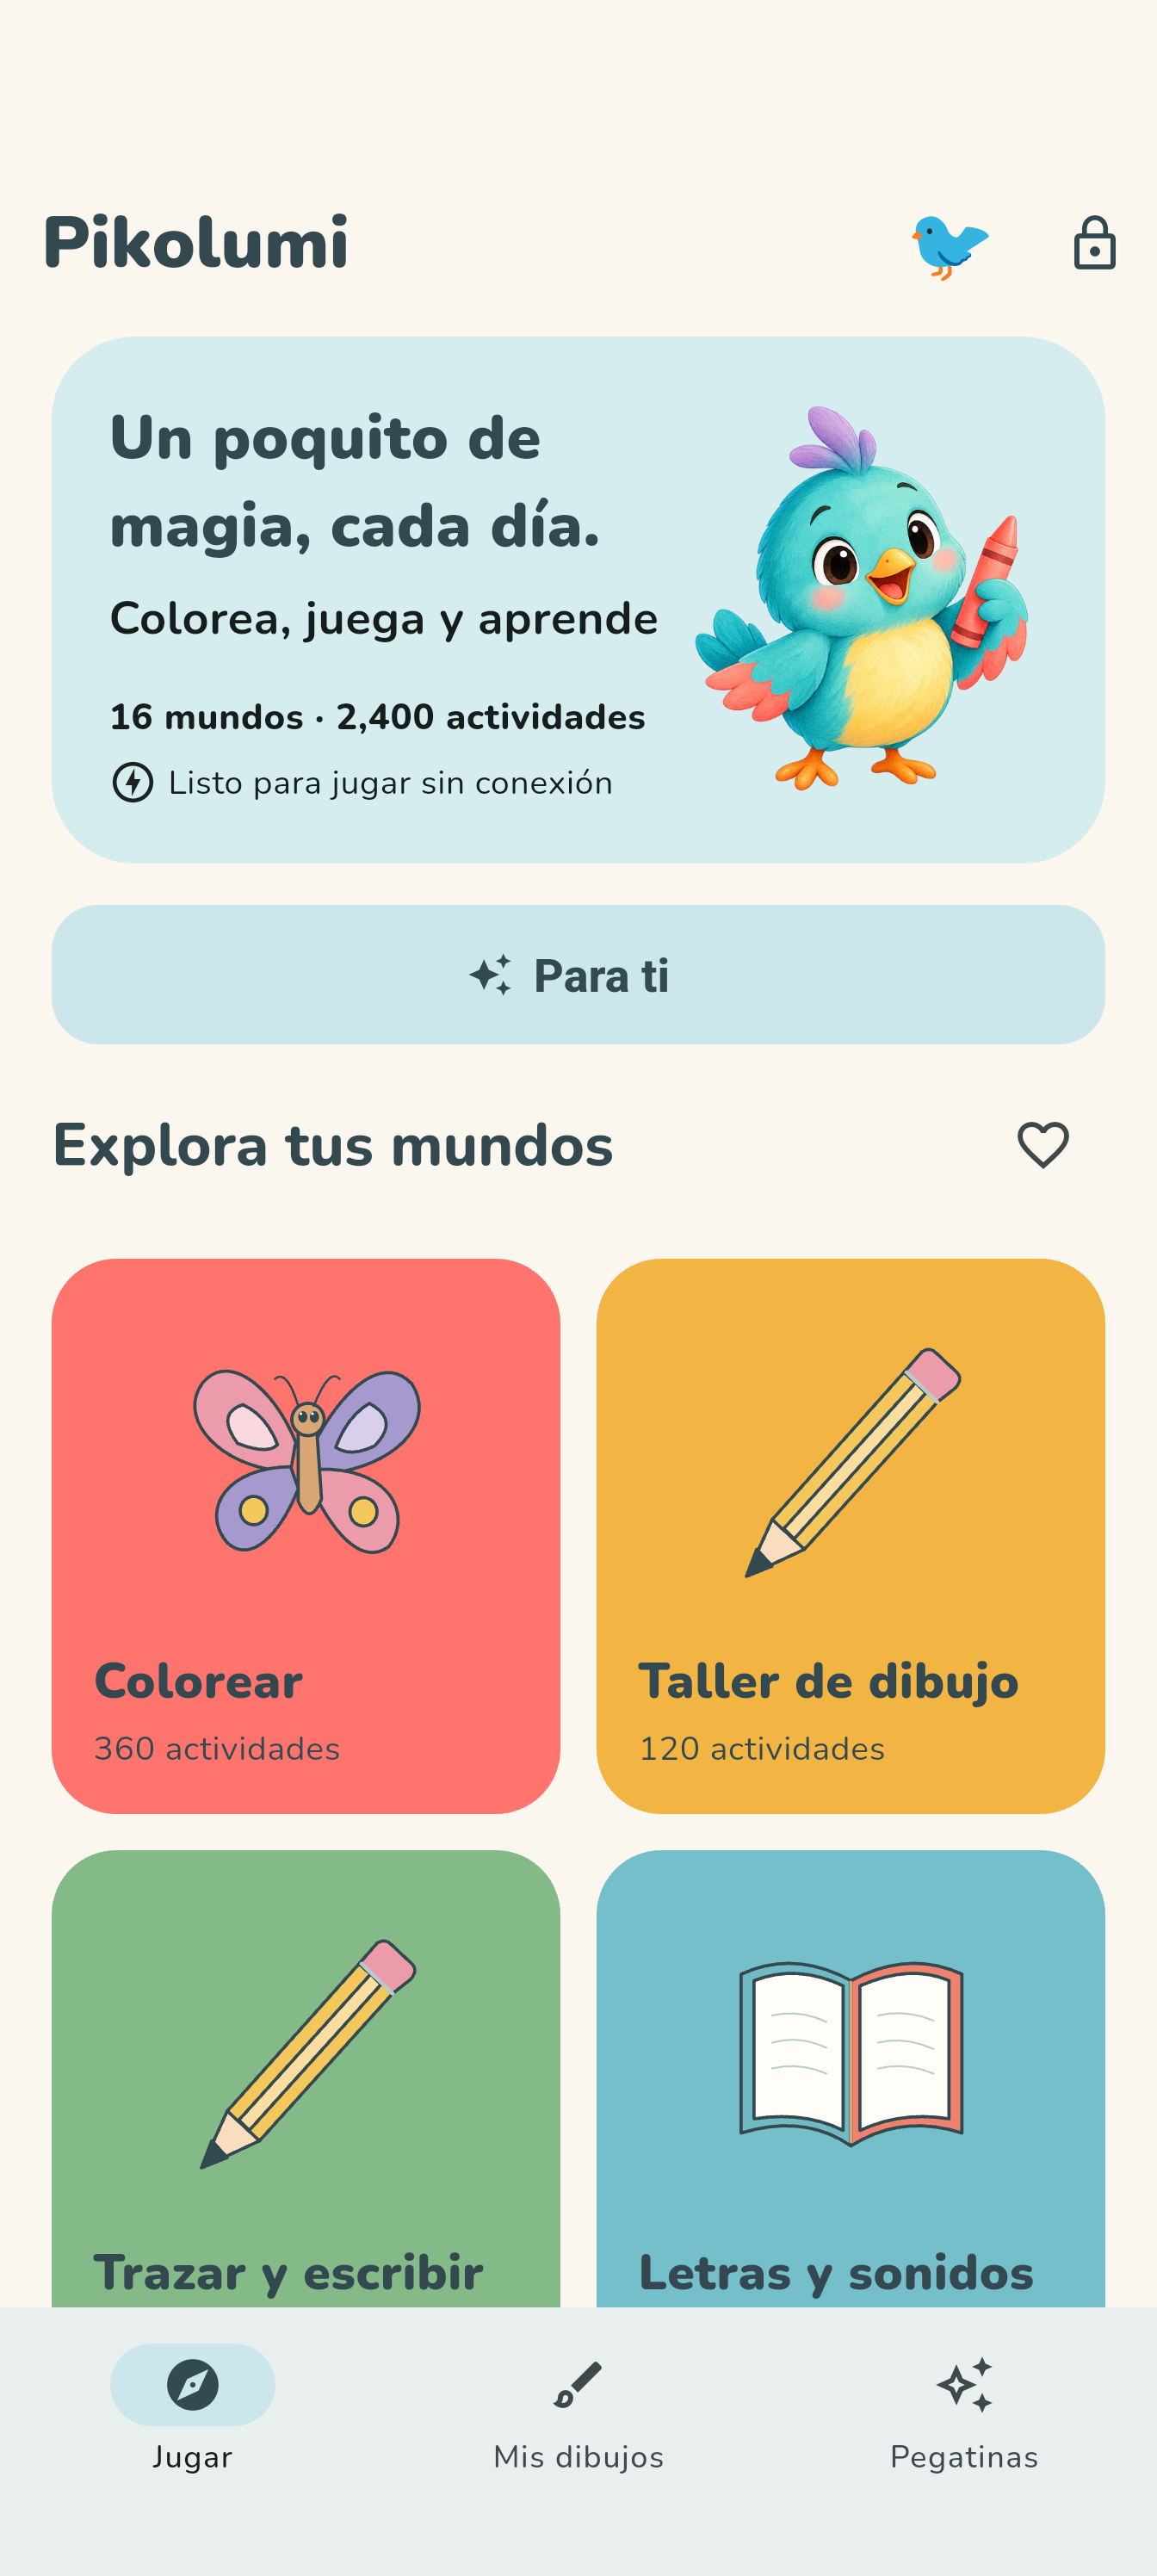 Pikolumi
Un poquito de
magia, cada día.
Colorea, juega y aprende
16 mundos · 2,400 actividades
Listo para jugar sin conexión
Para ti
Explora tus mundos
Colorear
360 actividades
Taller de dibujo
120 actividades
Trazar y escribir
Letras y sonidos
Jugar
Mis dibujos
Pegatinas